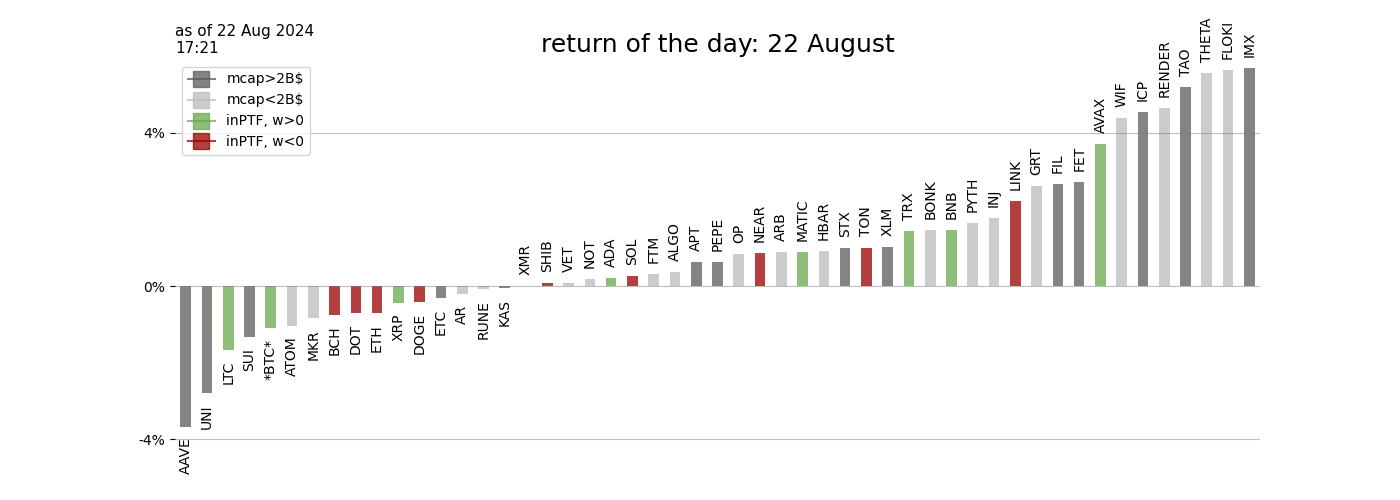 as of 22 Aug 2024
17:21
return of the day: 22 August
mcap>2B$
mcap<2B$
inPTF, w>0
inPTF, w<0
4%
0%
-4%
AAVE
UNI
LTC
SUI
*BTC*
ATOM
MKR
BCH
DOT
ETH
XRP
DOGE
ETC
AR
RUNE
KAS
XMR
SHIB
VET
NOT
ADA
SOL
FTM
ALGO
APT
PEPE
OP
NEAR
ARB
MATIC
HBAR
STX
TON
XLM
TRX
BONK
BNB
PYTH
INJ
LINK
GRT
FIL
FET
AVAX
WIF
ICP
RENDER
TAO
THETA
FLOKI
IMX